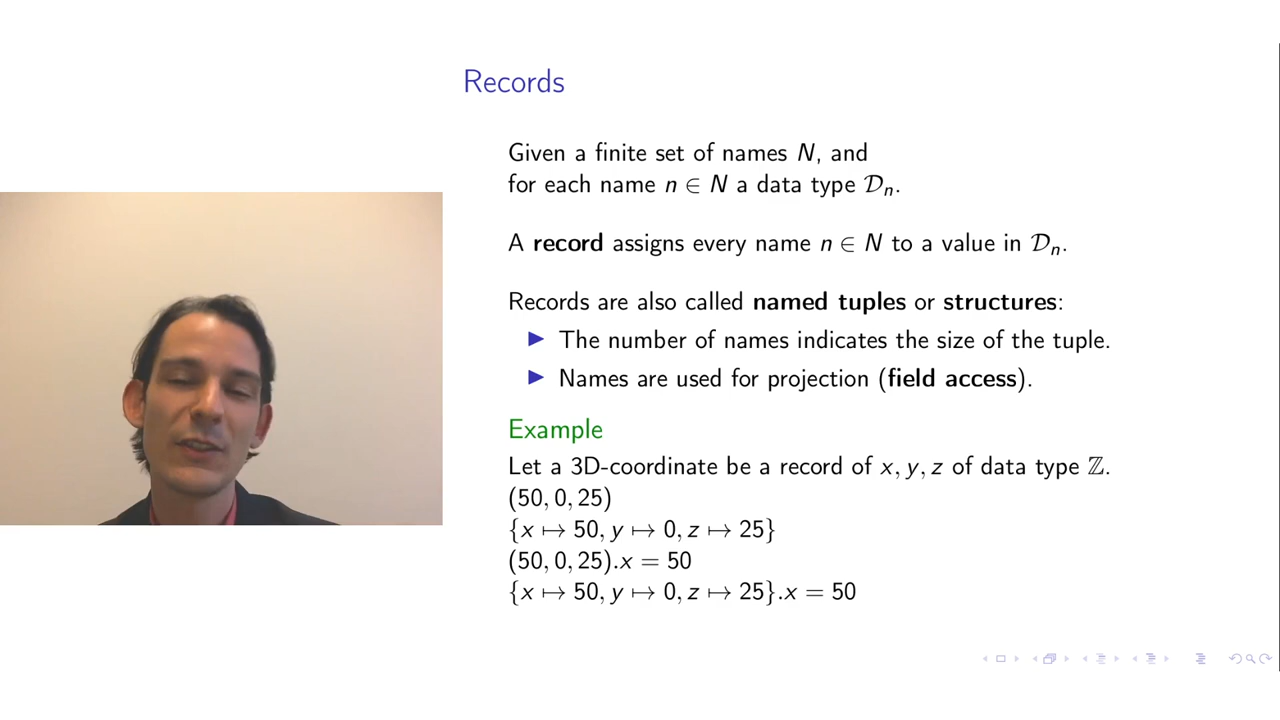 Records
Given a finite set of names N, and
for each name n ∈ N a data type 𝒟ₙ.
A record assigns every name n ∈ N to a value in 𝒟ₙ.
Records are also called named tuples or structures:
▶ The number of names indicates the size of the tuple.
▶ Names are used for projection (field access).
Example
Let a 3D-coordinate be a record of x, y, z of data type ℤ.
(50, 0, 25)
{x ↦ 50, y ↦ 0, z ↦ 25}
(50, 0, 25).x = 50
{x ↦ 50, y ↦ 0, z ↦ 25}.x = 50